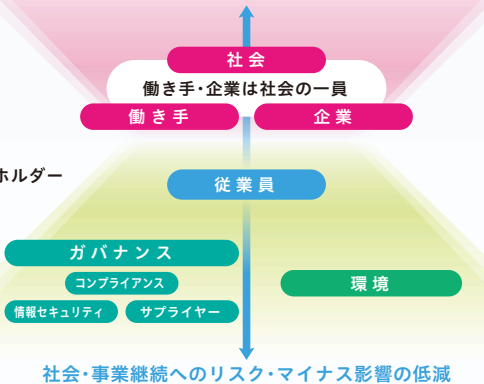 社会
働き手・企業は社会の一員
働き手
企業
ホルダー
従業員
ガバナンス
コンプライアンス
環境
情報セキュリティ
サプライヤー
社会・事業継続へのリスク・マイナス影響の低減